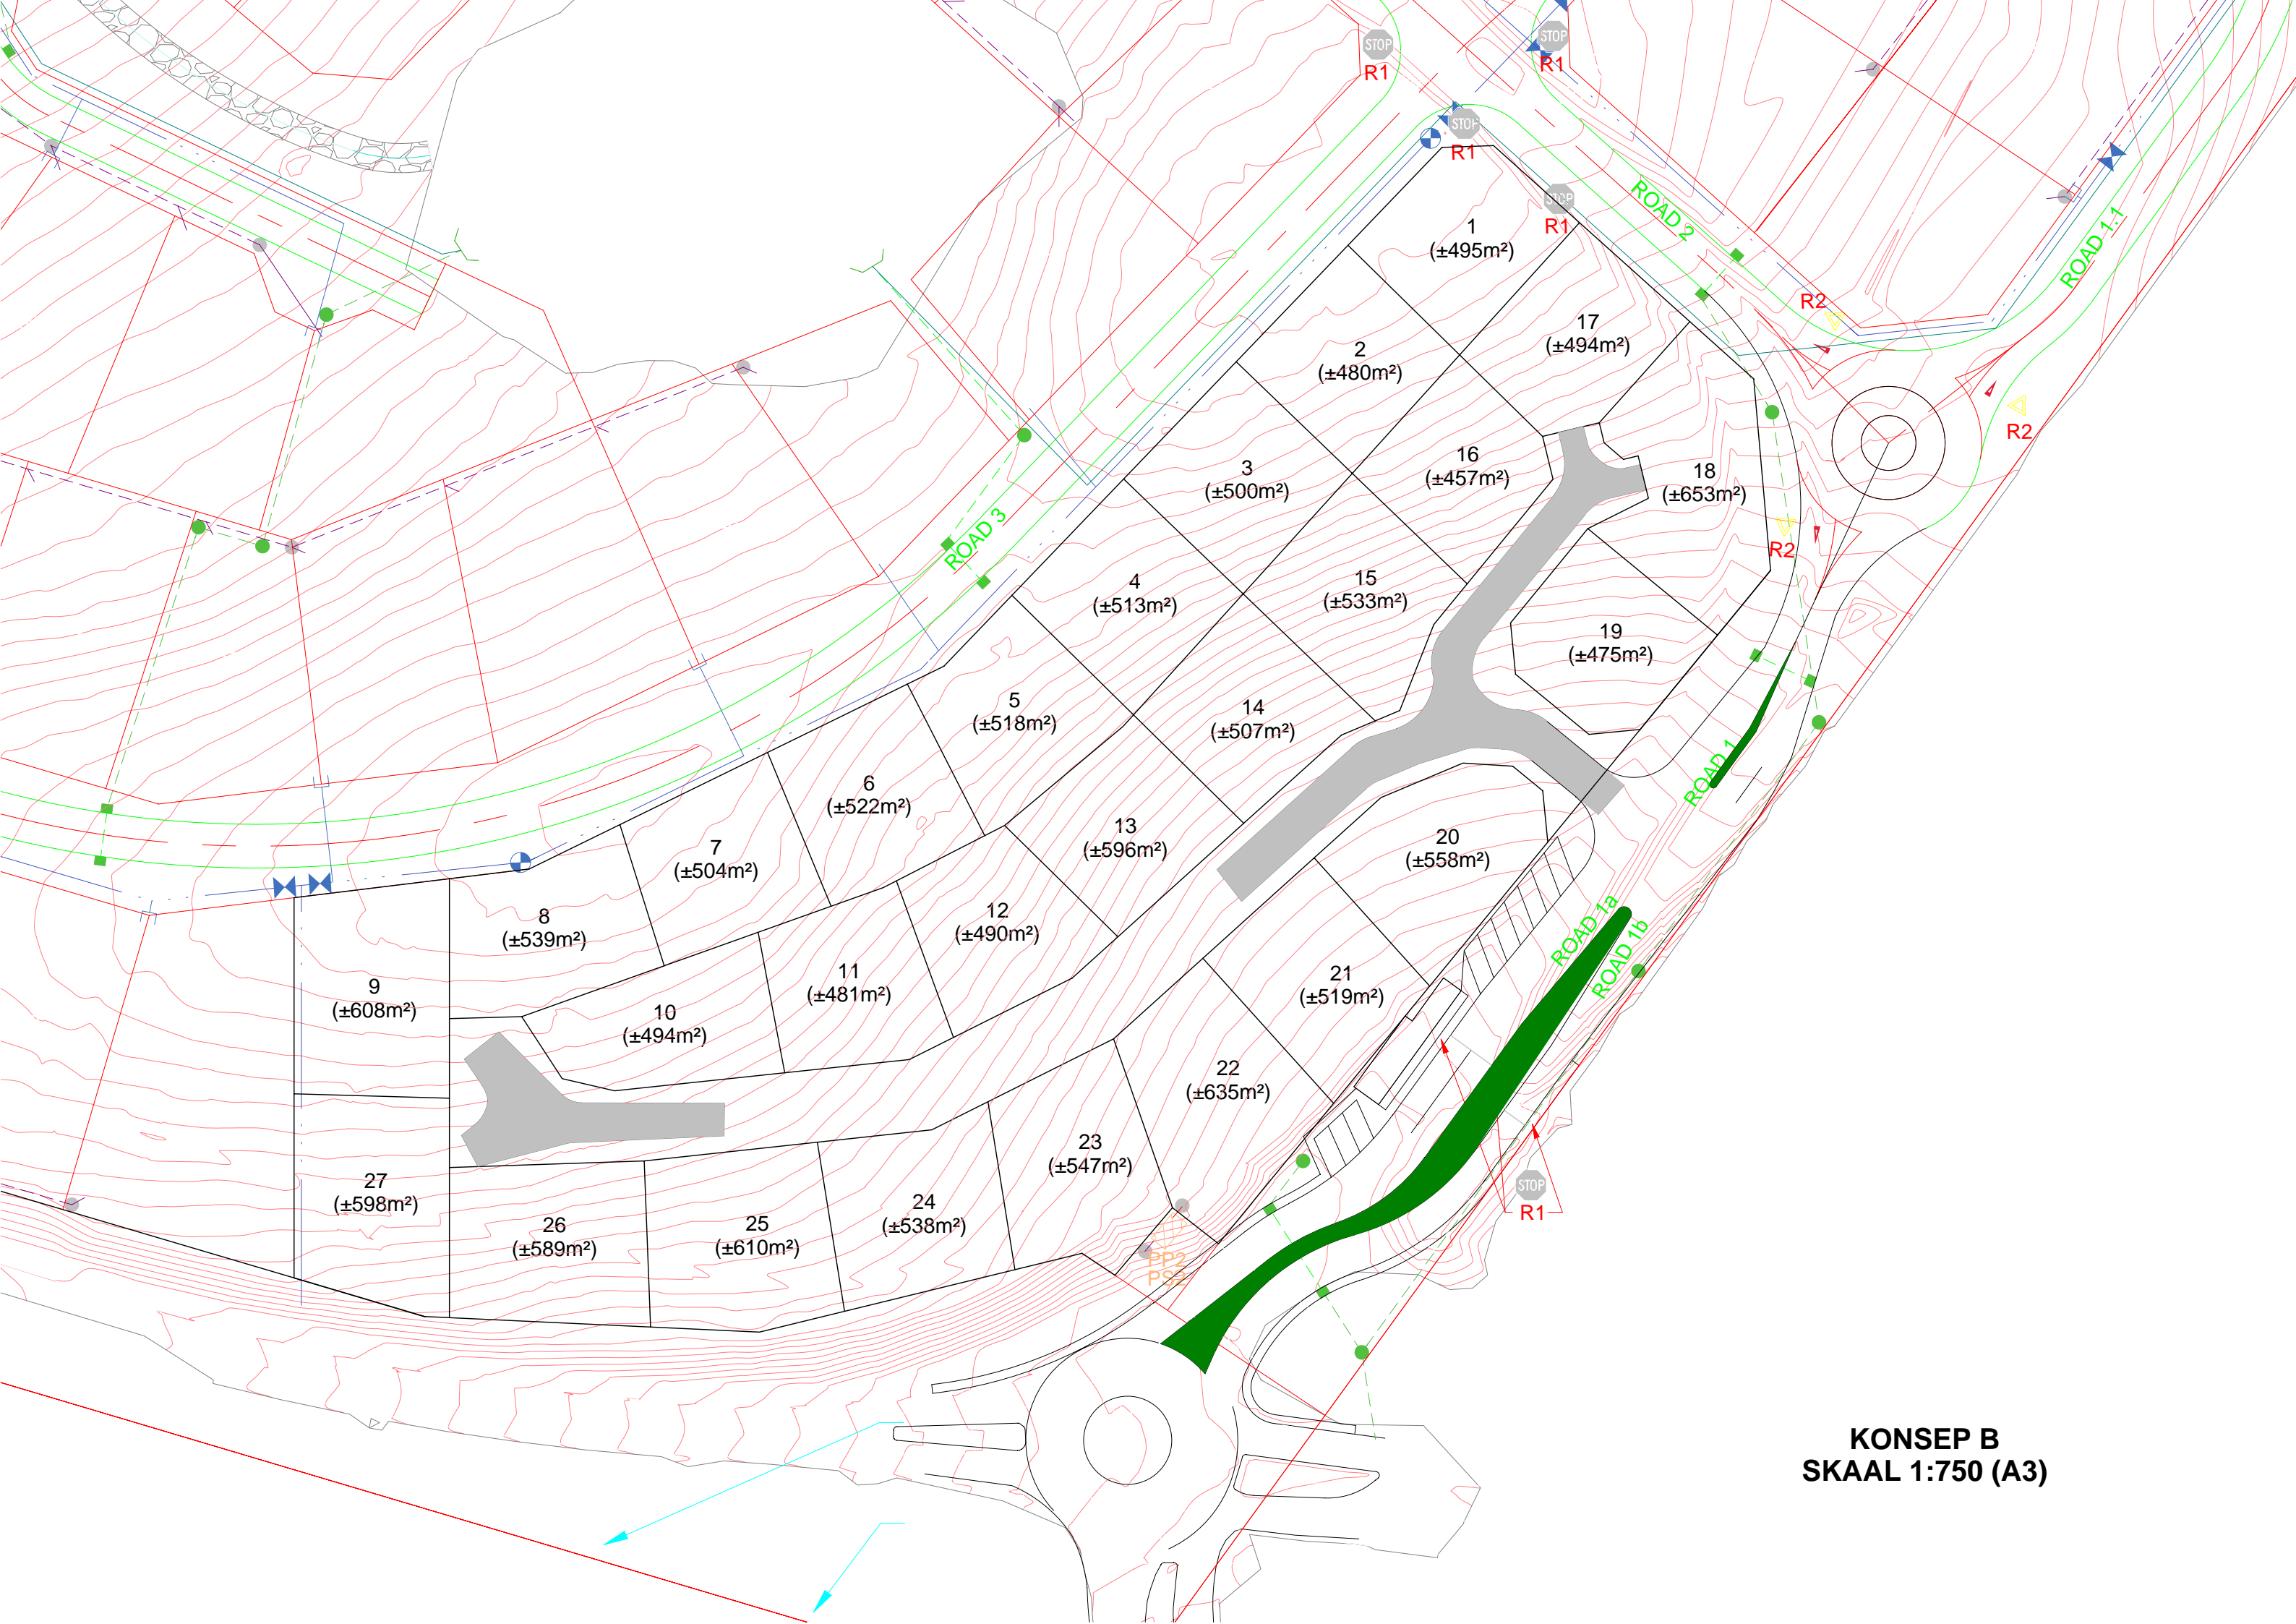 STOP
R1
STOP
R1
STOP
R1
STOP
R1
ROAD 2
ROAD 1.1
R2
R2
R2
1
(±495m²)
17
(±494m²)
2
(±480m²)
16
(±457m²)
18
(±653m²)
3
(±500m²)
ROAD 3
15
(±533m²)
4
(±513m²)
19
(±475m²)
14
(±507m²)
5
(±518m²)
6
(±522m²)
ROAD 1
13
(±596m²)
20
(±558m²)
7
(±504m²)
8
(±539m²)
12
(±490m²)
ROAD 1a
ROAD 1b
11
(±481m²)
21
(±519m²)
9
(±608m²)
10
(±494m²)
22
(±635m²)
23
(±547m²)
27
(±598m²)
24
(±538m²)
26
(±589m²)
25
(±610m²)
STOP
R1
PP2
PS2
KONSEP B
SKAAL 1:750 (A3)